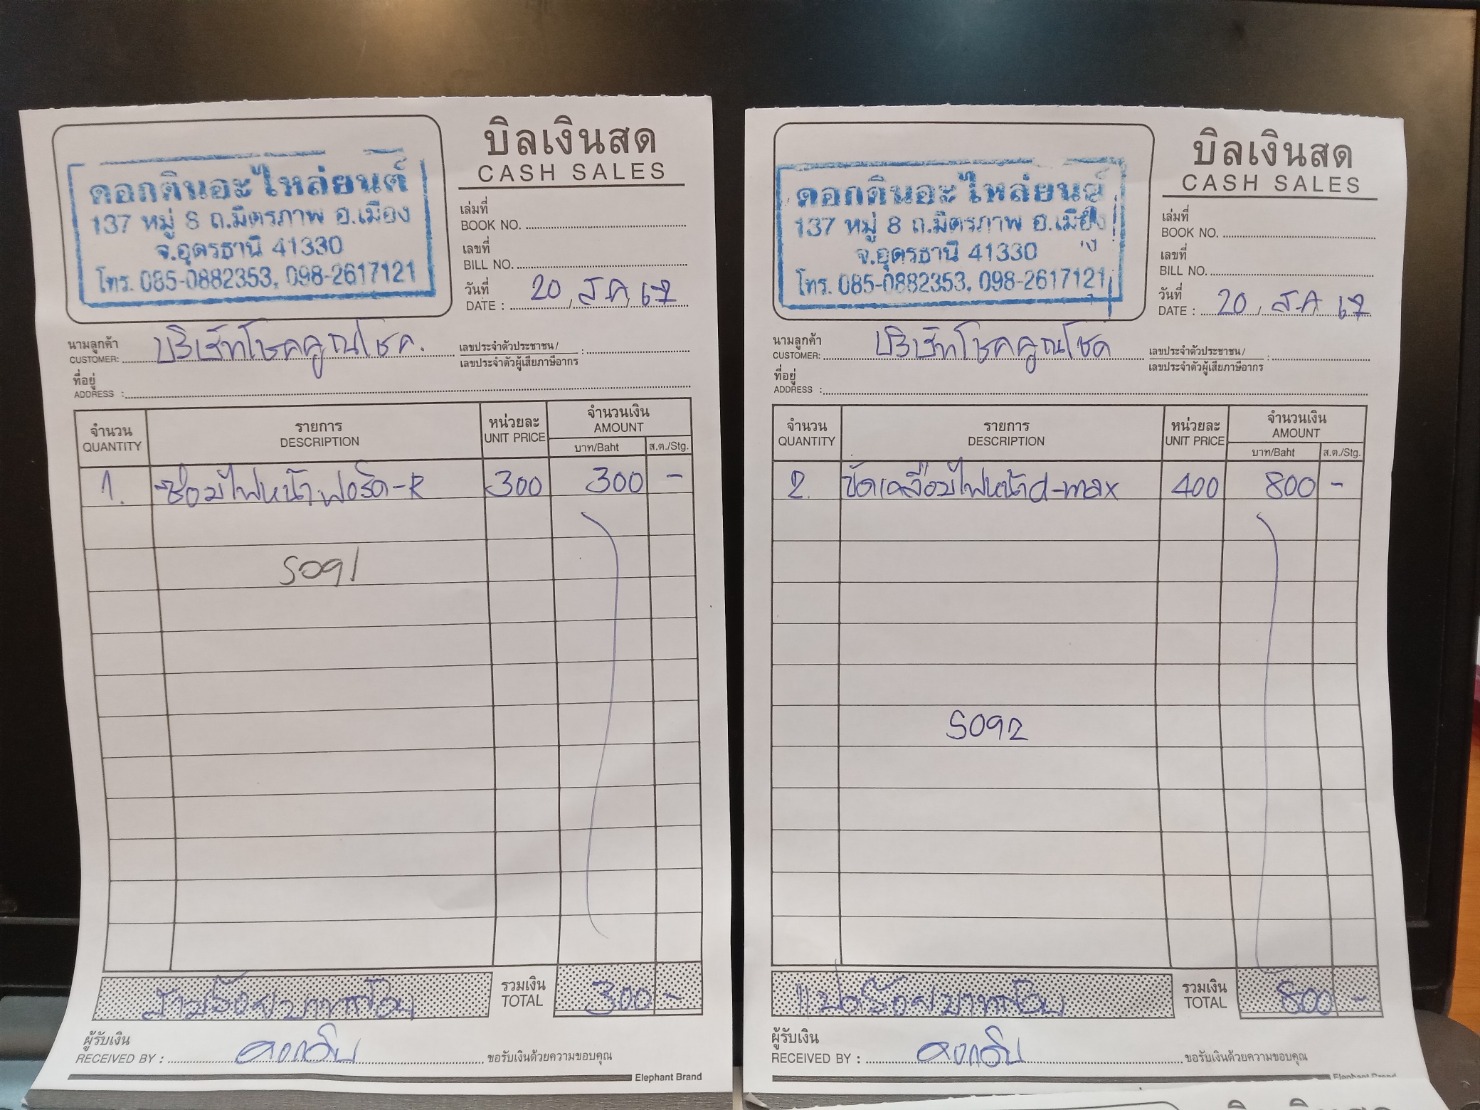 ดอกดินอะไหล่ยนต์
137 หมู่ 8 ถ.มิตรภาพ อ.เมือง
จ.อุดรธานี 41330
โทร. 085-0882353, 098-2617121
บิลเงินสด
CASH SALES
เล่มที่
BOOK NO.
เลขที่
BILL NO.
วันที่
DATE : 20 ส.ค. 67
นามลูกค้า
CUSTOMER: บริษัทโชคคูณโชค.
เลขประจำตัวประชาชน/
เลขประจำตัวผู้เสียภาษีอากร :
ที่อยู่
ADDRESS :
จำนวน รายการ หน่วยละ จำนวนเงิน
QUANTITY DESCRIPTION UNIT PRICE AMOUNT
บาท/Baht ส.ต./Stg.
1. ซ่อมไฟหน้าฟอร์ด-R 300 300 -
S091
รวมเงิน
TOTAL
สามร้อยบาทถ้วน 300 -
ผู้รับเงิน
RECEIVED BY : ดอกดิน ขอรับเงินด้วยความขอบคุณ
Elephant Brand
ดอกดินอะไหล่ยนต์
137 หมู่ 8 ถ.มิตรภาพ อ.เมือง
จ.อุดรธานี 41330
โทร. 085-0882353, 098-2617121
บิลเงินสด
CASH SALES
เล่มที่
BOOK NO.
เลขที่
BILL NO.
วันที่
DATE : 20 ส.ค. 67
นามลูกค้า
CUSTOMER: บริษัทโชคคูณโชค
เลขประจำตัวประชาชน/
เลขประจำตัวผู้เสียภาษีอากร :
ที่อยู่
ADDRESS :
จำนวน รายการ หน่วยละ จำนวนเงิน
QUANTITY DESCRIPTION UNIT PRICE AMOUNT
บาท/Baht ส.ต./Stg.
2. ขัดเคลือบไฟหน้า d-max 400 800 -
S092
รวมเงิน
TOTAL
แปดร้อยบาทถ้วน 800 -
ผู้รับเงิน
RECEIVED BY : ดอกดิน ขอรับเงินด้วยความขอบคุณ
Elephant Brand
บิลเงินสด